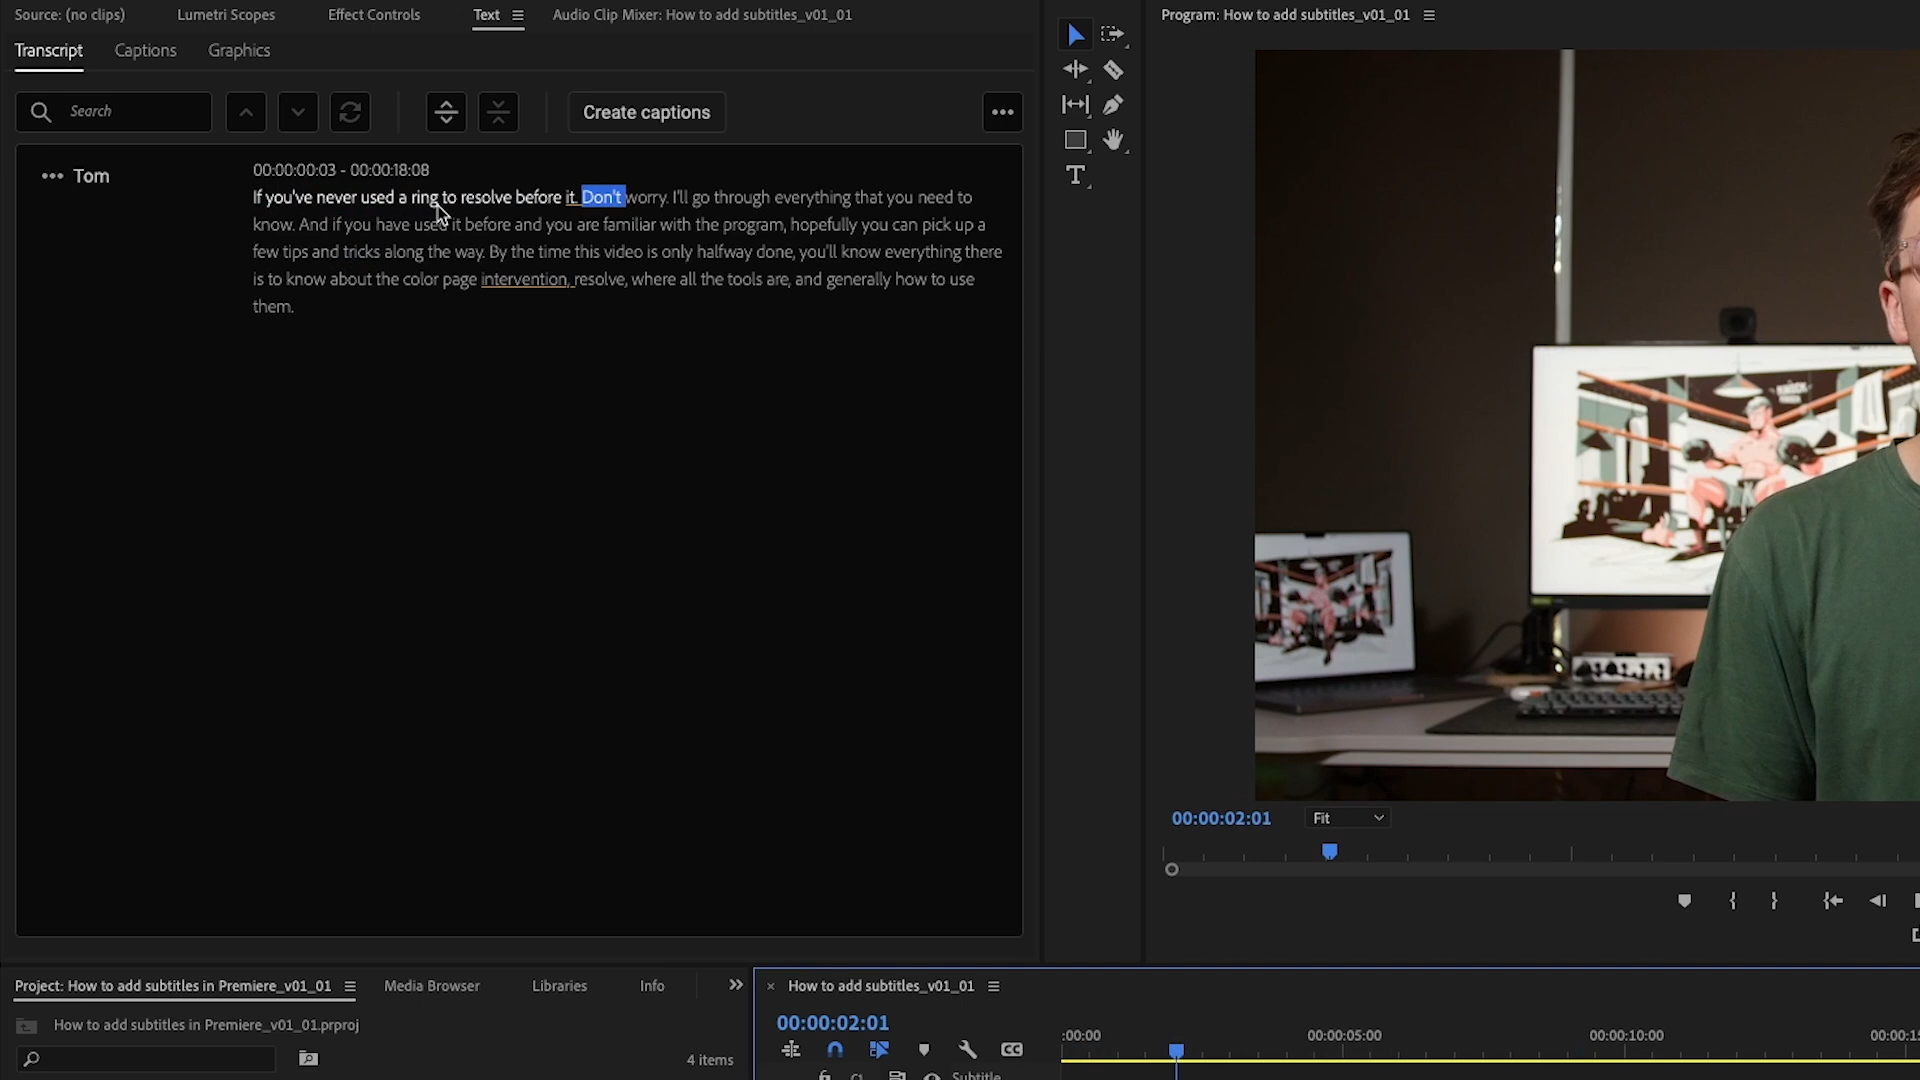 Source: (no clips)
Lumetri Scopes
Effect Controls
Text
Audio Clip Mixer: How to add subtitles_v01_01
Program: How to add subtitles_v01_01
Transcript
Captions
Graphics
Search
Create captions
Tom
00:00:00:03 - 00:00:18:08
If you've never used a ring to resolve before it. Don't worry. I'll go through everything that you need to
know. And if you have used it before and you are familiar with the program, hopefully you can pick up a
few tips and tricks along the way. By the time this video is only halfway done, you'll know everything there
is to know about the color page intervention, resolve, where all the tools are, and generally how to use
them.
00:00:02:01
Fit
Project: How to add subtitles in Premiere_v01_01
Media Browser
Libraries
Info
How to add subtitles_v01_01
How to add subtitles in Premiere_v01_01.prproj
00:00:02:01
:00:00
00:00:05:00
00:00:10:00
4 items
CC
C1
Subtitle